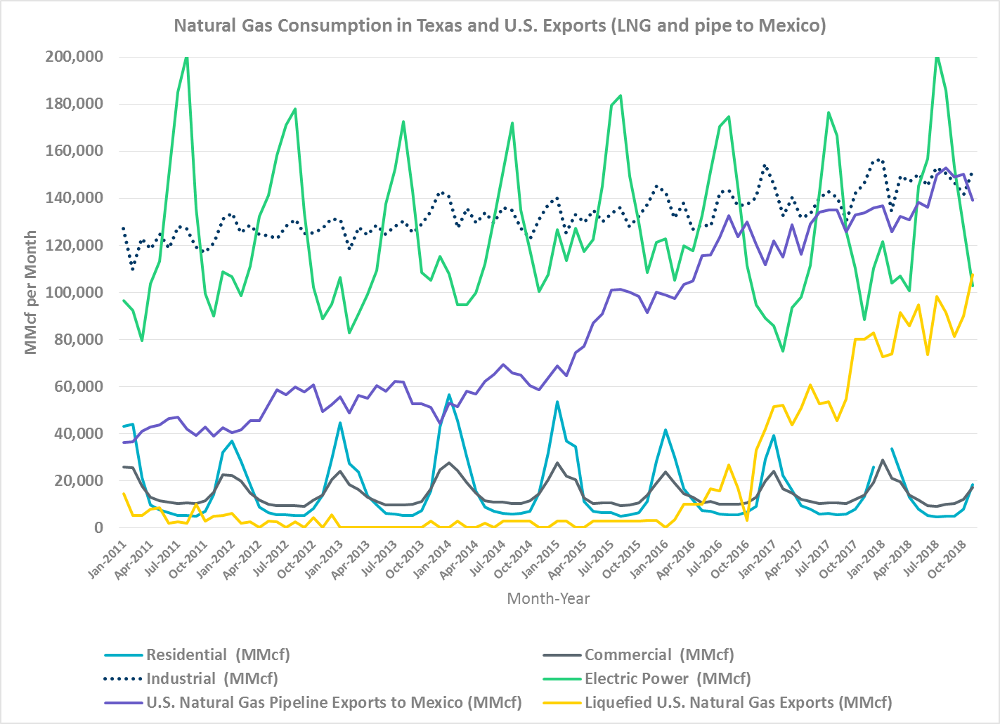 Natural Gas Consumption in Texas and U.S. Exports (LNG and pipe to Mexico)
200,000
180,000
160,000
140,000
120,000
100,000
80,000
60,000
40,000
20,000
0
MMcf per Month
Jan-2011
Apr-2011
Jul-2011
Oct-2011
Jan-2012
Apr-2012
Jul-2012
Oct-2012
Jan-2013
Apr-2013
Jul-2013
Oct-2013
Jan-2014
Apr-2014
Jul-2014
Oct-2014
Jan-2015
Apr-2015
Jul-2015
Oct-2015
Jan-2016
Apr-2016
Jul-2016
Oct-2016
Jan-2017
Apr-2017
Jul-2017
Oct-2017
Jan-2018
Apr-2018
Jul-2018
Oct-2018
Month-Year
Residential (MMcf)
Commercial (MMcf)
Industrial (MMcf)
Electric Power (MMcf)
U.S. Natural Gas Pipeline Exports to Mexico (MMcf)
Liquefied U.S. Natural Gas Exports (MMcf)